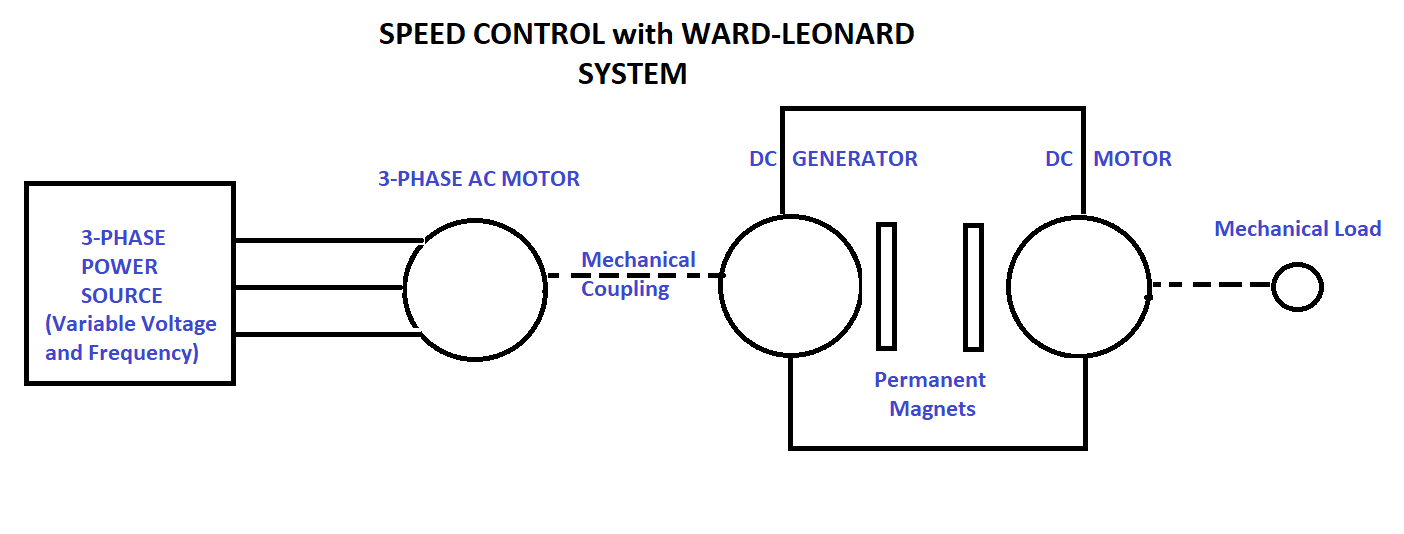 SPEED CONTROL with WARD-LEONARD
SYSTEM
3-PHASE
POWER
SOURCE
(Variable Voltage
and Frequency)
3-PHASE AC MOTOR
Mechanical
Coupling
DC GENERATOR
DC MOTOR
Permanent
Magnets
Mechanical Load